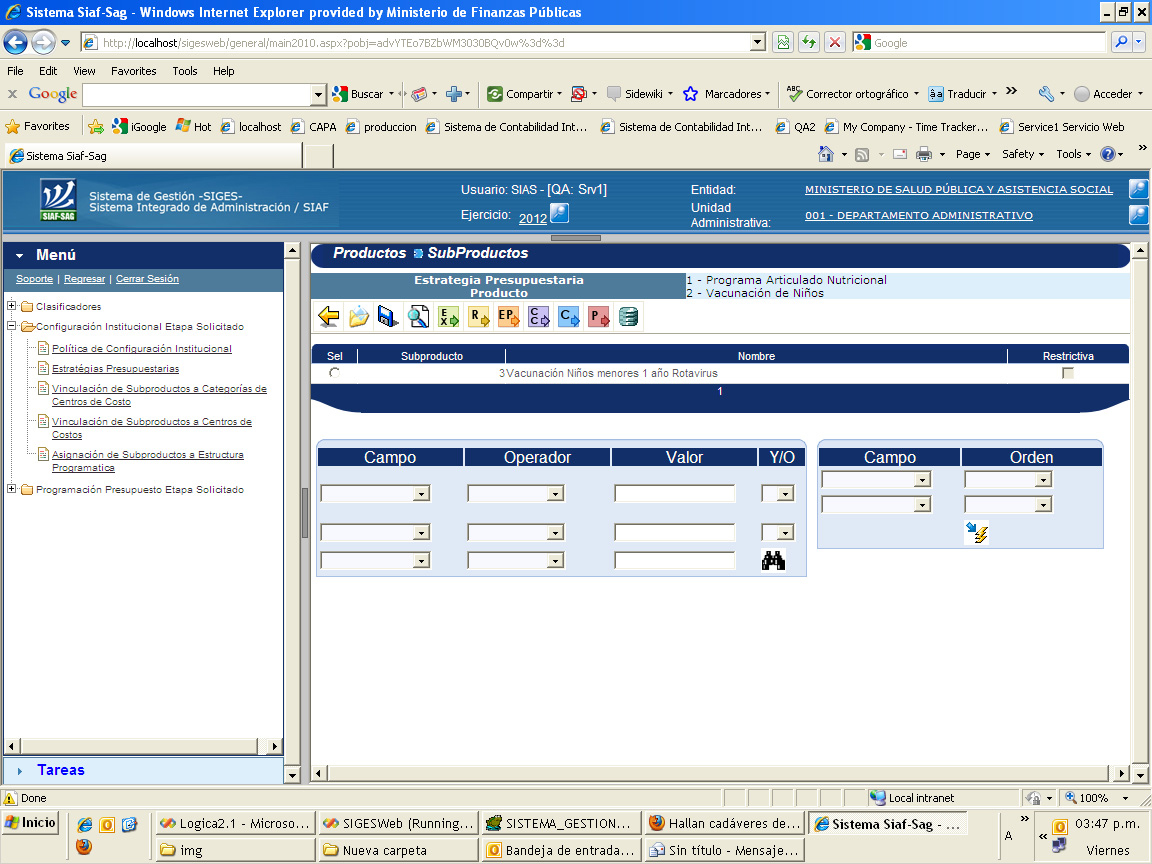 Sistema Siaf-Sag - Windows Internet Explorer provided by Ministerio de Finanzas Públicas
http://localhost/sigesweb/general/main2010.aspx?pobj=advYTEo7BZbWM3030BQv0w%3d%3d
Google
File Edit View Favorites Tools Help
x Google Buscar Compartir Sidewiki Marcadores Corrector ortográfico Traducir Acceder
Favorites iGoogle Hot localhost CAPA produccion Sistema de Contabilidad Int... Sistema de Contabilidad Int... QA2 My Company - Time Tracker... Service1 Servicio Web
Sistema Siaf-Sag Page Safety Tools
SIAF-SAG
Sistema de Gestión -SIGES-
Sistema Integrado de Administración / SIAF
Usuario: SIAS - [QA: Srv1]
Ejercicio: 2012
Entidad: MINISTERIO DE SALUD PÚBLICA Y ASISTENCIA SOCIAL
Unidad Administrativa: 001 - DEPARTAMENTO ADMINISTRATIVO
Menú
Soporte | Regresar | Cerrar Sesión
Clasificadores
Configuración Institucional Etapa Solicitado
Política de Configuración Institucional
Estratégias Presupuestarias
Vinculación de Subproductos a Categorías de
Centros de Costo
Vinculación de Subproductos a Centros de
Costos
Asignación de Subproductos a Estructura
Programatica
Programación Presupuesto Etapa Solicitado
Tareas
Productos SubProductos
Estrategia Presupuestaria 1 - Programa Articulado Nutricional
Producto 2 - Vacunación de Niños
EX R EP CC C P
Sel Subproducto Nombre Restrictiva
3 Vacunación Niños menores 1 año Rotavirus
1
Campo Operador Valor Y/O
Campo Orden
Done Local intranet 100%
Inicio Logica2.1 - Microso... SIGESWeb (Running... SISTEMA_GESTION... Hallan cadáveres de... Sistema Siaf-Sag - ... A 03:47 p.m.
img Nueva carpeta Bandeja de entrada... Sin título - Mensaje... Viernes